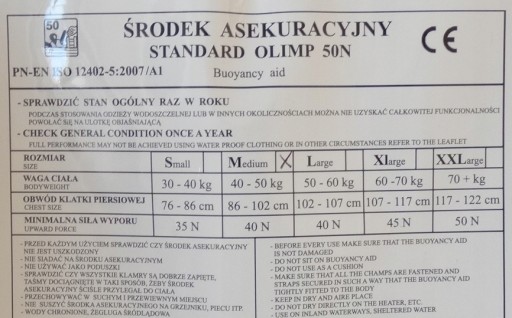 50
ŚRODEK ASEKURACYJNY
STANDARD OLIMP 50N
CE
PN-EN ISO 12402-5:2007/A1
Buoyancy aid
- SPRAWDZIĆ STAN OGÓLNY RAZ W ROKU
PODCZAS STOSOWANIA ODZIEŻY WODOSZCZELNEJ LUB W INNYCH OKOLICZNOŚCIACH MOŻNA NIE UZYSKAĆ CAŁKOWITEJ FUNKCJONALNOŚCI
POWOŁAĆ SIĘ NA ULOTKĘ OBJAŚNIAJĄCĄ
- CHECK GENERAL CONDITION ONCE A YEAR
FULL PERFORMANCE MAY NOT BE ACHIEVED USING WATER PROOF CLOTHING OR IN OTHER CIRCUMSTANCES REFER TO THE LEAFLET
ROZMIAR Small Medium X Large Xlarge XXLarge
SIZE
WAGA CIAŁA 30 - 40 kg 40 - 50 kg 50 - 60 kg 60 -70 kg 70 + kg
BODYWEIGHT
OBWÓD KLATKI PIERSIOWEJ 76 - 86 cm 86 - 102 cm 102 - 107 cm 107 - 117 cm 117 - 122 cm
CHEST SIZE
MINIMALNA SIŁA WYPORU 35 N 40 N 40 N 45 N 50 N
UPWARD FORCE
- PRZED KAŻDYM UŻYCIEM SPRAWDZIĆ CZY ŚRODEK ASEKURACYJNY
NIE JEST USZKODZONY
- NIE SIADAĆ NA ŚRODKU ASEKURACYJNYM
- NIE UŻYWAĆ JAKO PODUSZKI
- SPRAWDZIĆ CZY WSZYSTKIE KLAMRY SĄ DOBRZE ZAPIĘTE,
TAŚMY DOCIĄGNIĘTE W TAKI SPOSÓB, ŻEBY ŚRODEK
ASEKURACYJNY ŚCIŚLE PRZYLEGAŁ DO CIAŁA
- PRZECHOWYWAĆ W SUCHYM I PRZEWIEWNYM MIEJSCU
- NIE SUSZYĆ ŚRODKA ASEKURACYJNEGO NA GRZEJNIKU, PIECU ITP.
- WODY CHRONIONE, ŻEGLUGA ŚRÓDLĄDOWA
- BEFORE EVERY USE MAKE SURE THAT THE BUOYANCY AID
IS NOT DAMAGED
- DO NOT SIT ON BUOYANCY AID
- DO NOT USE AS A CUSHION
- MAKE SURE THAT ALL THE CHAMPS ARE FASTENED AND
STRAPS SECURED IN SUCH A WAY THAT THE BUOYANCY AID
TIGHTLY FITTED TO THE BODY
- KEEP IN DRY AND AIRE PLACE
- DO NOT DRY DIRECTLY ON THE HEATER, ETC.
- USE ON INLAND WATERWAYS, SHELTERED WATER